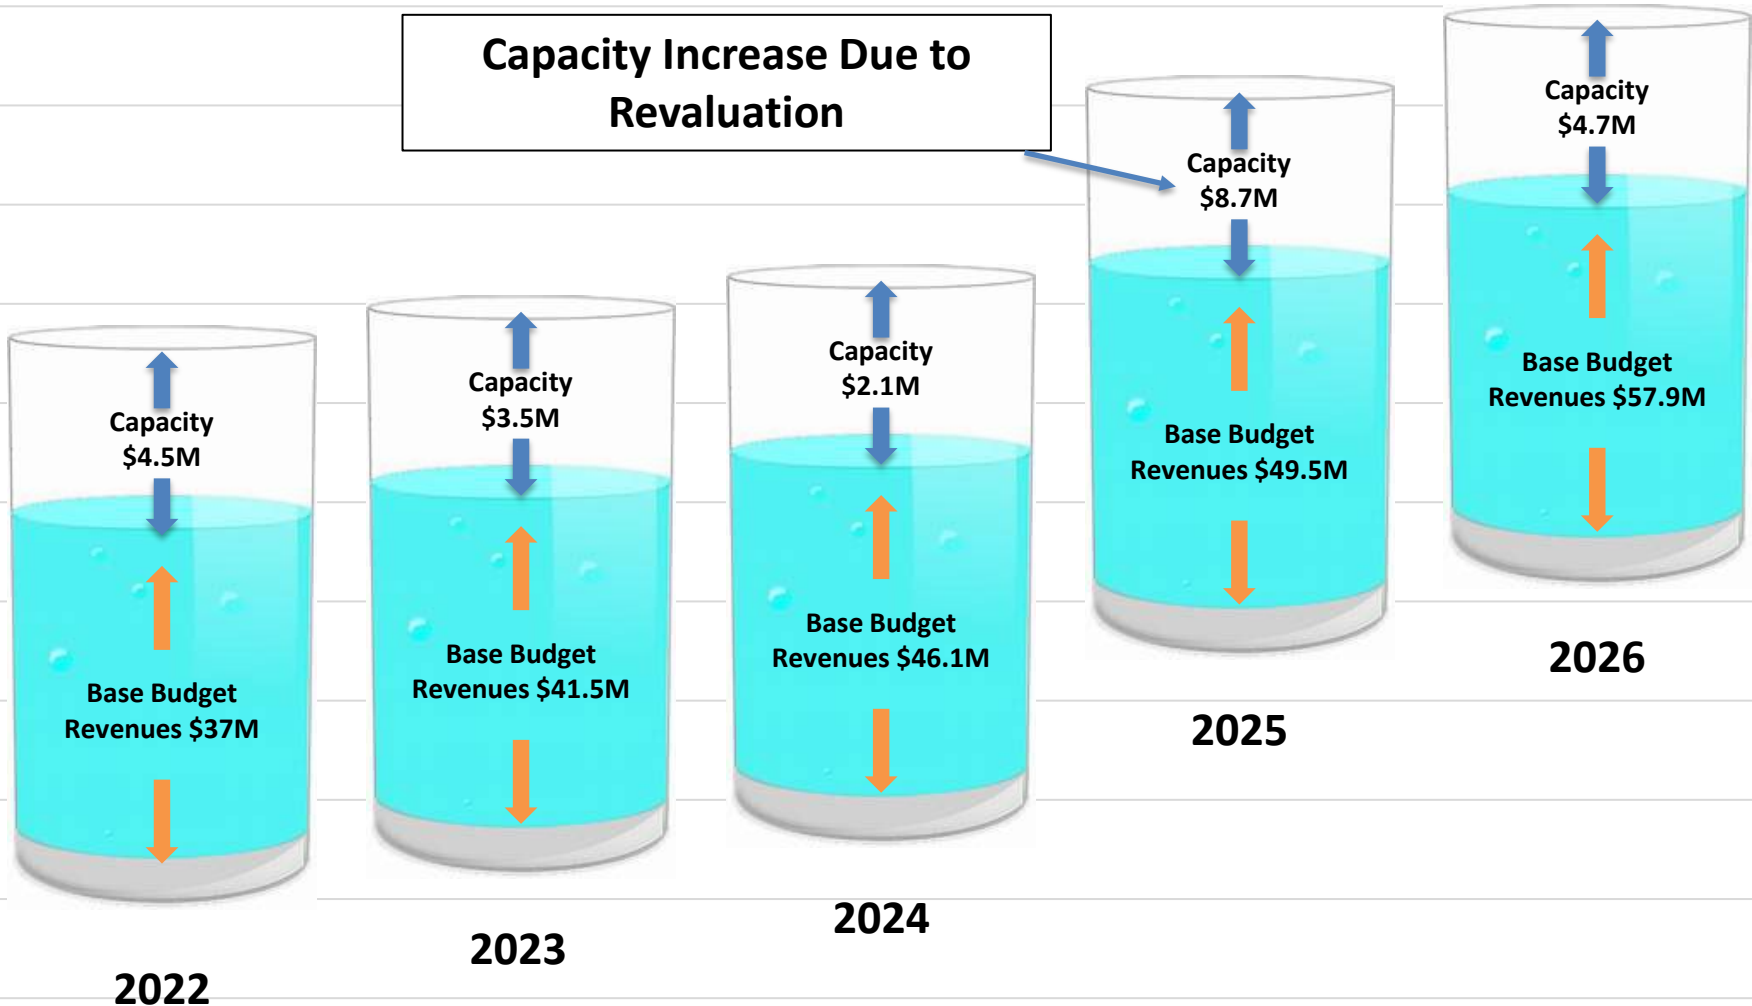 Capacity Increase Due to
Revaluation
Capacity
$4.5M
Base Budget
Revenues $37M
2022
Capacity
$3.5M
Base Budget
Revenues $41.5M
2023
Capacity
$2.1M
Base Budget
Revenues $46.1M
2024
Capacity
$8.7M
Base Budget
Revenues $49.5M
2025
Capacity
$4.7M
Base Budget
Revenues $57.9M
2026